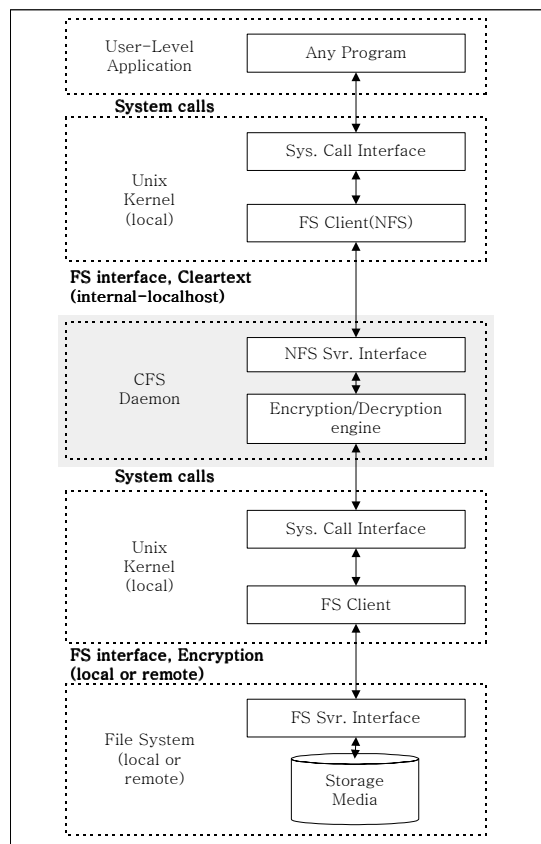 User-Level
Application
Any Program
System calls
Sys. Call Interface
Unix
Kernel
(local)
FS Client(NFS)
FS interface, Cleartext
(internal-localhost)
NFS Svr. Interface
CFS
Daemon
Encryption/Decryption
engine
System calls
Sys. Call Interface
Unix
Kernel
(local)
FS Client
FS interface, Encryption
(local or remote)
FS Svr. Interface
File System
(local or
remote)
Storage
Media